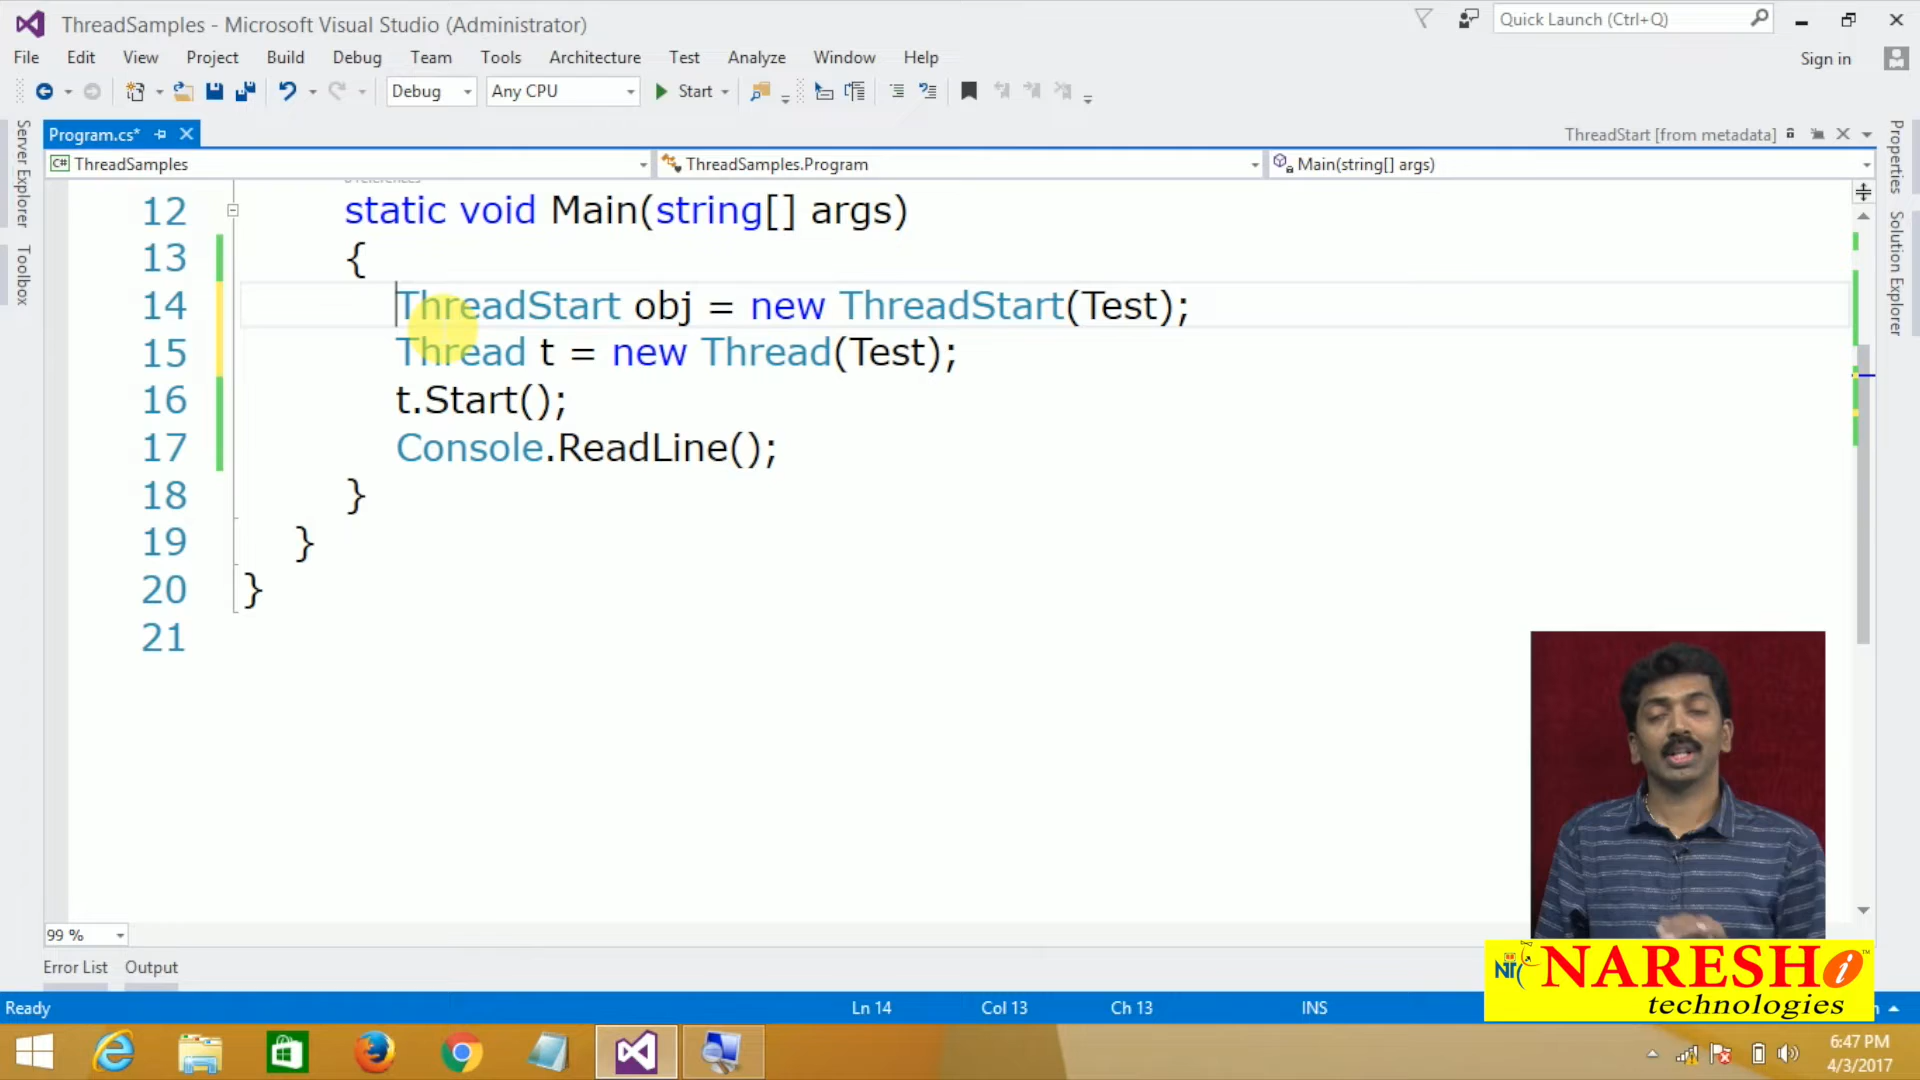 ThreadSamples - Microsoft Visual Studio (Administrator)
Quick Launch (Ctrl+Q)
File Edit View Project Build Debug Team Tools Architecture Test Analyze Window Help
Sign in
Debug Any CPU Start
Server Explorer
Toolbox
Properties
Solution Explorer
Program.cs*
ThreadStart [from metadata]
C# ThreadSamples ThreadSamples.Program Main(string[] args)
12 static void Main(string[] args)
13 {
14 ThreadStart obj = new ThreadStart(Test);
15 Thread t = new Thread(Test);
16 t.Start();
17 Console.ReadLine();
18 }
19 }
20 }
21
99 %
Error List Output
Ready Ln 14 Col 13 Ch 13 INS
NARESH i
technologies
6:47 PM
4/3/2017